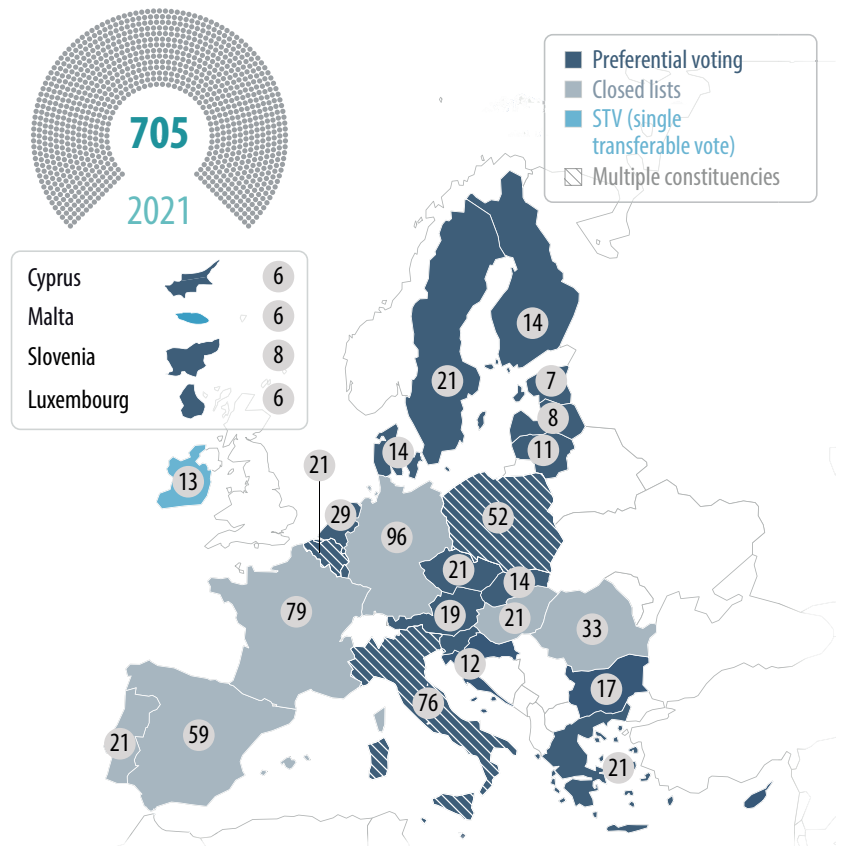 705
2021
Preferential voting
Closed lists
STV (single
transferable vote)
Multiple constituencies
Cyprus 6
Malta 6
Slovenia 8
Luxembourg 6
14
21
7
8
11
14
13
21
29
96
52
21
14
79
19
21
33
12
17
76
21
59
21